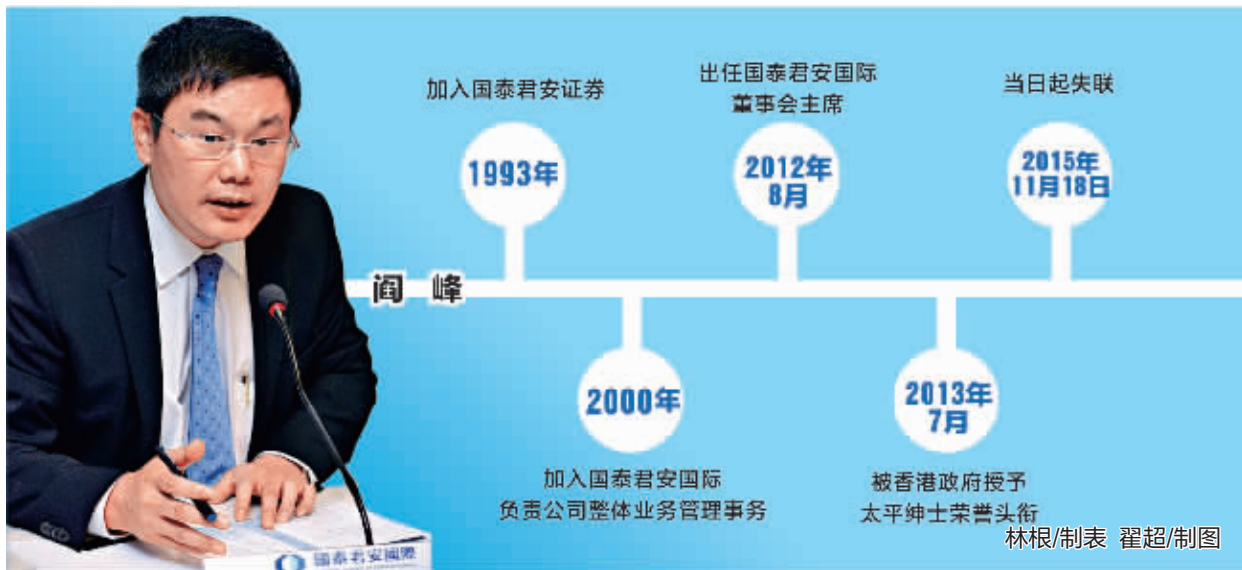 加入国泰君安证券
1993年
出任国泰君安国际
董事会主席
2012年
8月
当日起失联
2015年
11月18日
阎 峰
2000年
加入国泰君安国际
负责公司整体业务管理事务
2013年
7月
被香港政府授予
太平绅士荣誉头衔
國泰君安國際
林根/制表 翟超/制图